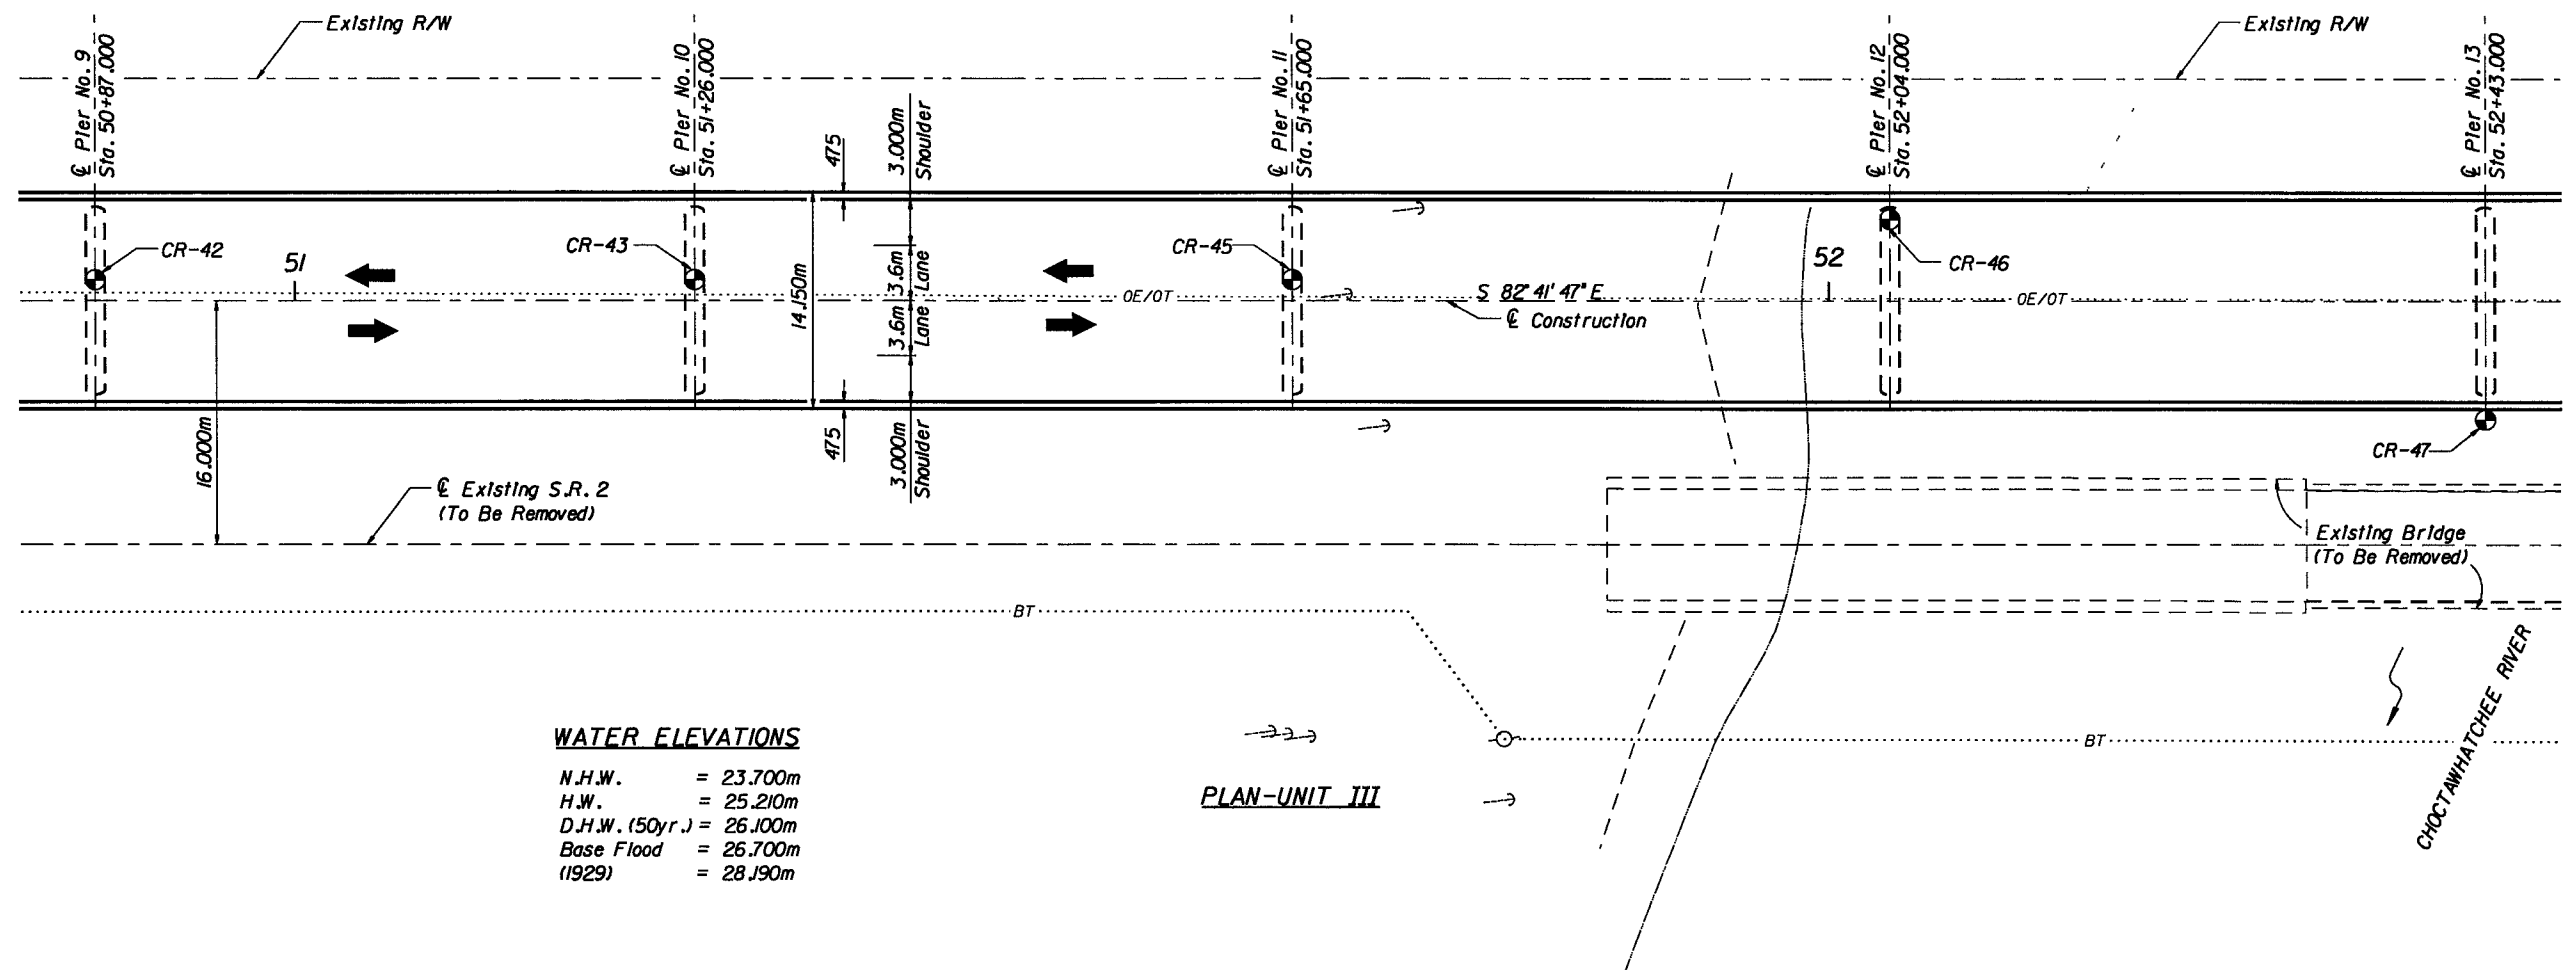 Existing R/W
Existing R/W
℄ Pier No. 9
Sta. 50+87.000
℄ Pier No. 10
Sta. 51+26.000
℄ Pier No. 11
Sta. 51+65.000
℄ Pier No. 12
Sta. 52+04.000
℄ Pier No. 13
Sta. 52+43.000
475
3.000m
Shoulder
CR-42
51
CR-43
14.150m
3.6m
Lane
3.6m
Lane
CR-45
OE/OT
S 82°41'47" E
℄ Construction
52
CR-46
OE/OT
16.000m
475
3.000m
Shoulder
CR-47
℄ Existing S.R. 2
(To Be Removed)
Existing Bridge
(To Be Removed)
BT
BT
CHOCTAWHATCHEE RIVER
WATER ELEVATIONS
N.H.W. = 23.700m
H.W. = 25.210m
D.H.W. (50yr.) = 26.100m
Base Flood = 26.700m
(1929) = 28.190m
PLAN-UNIT III